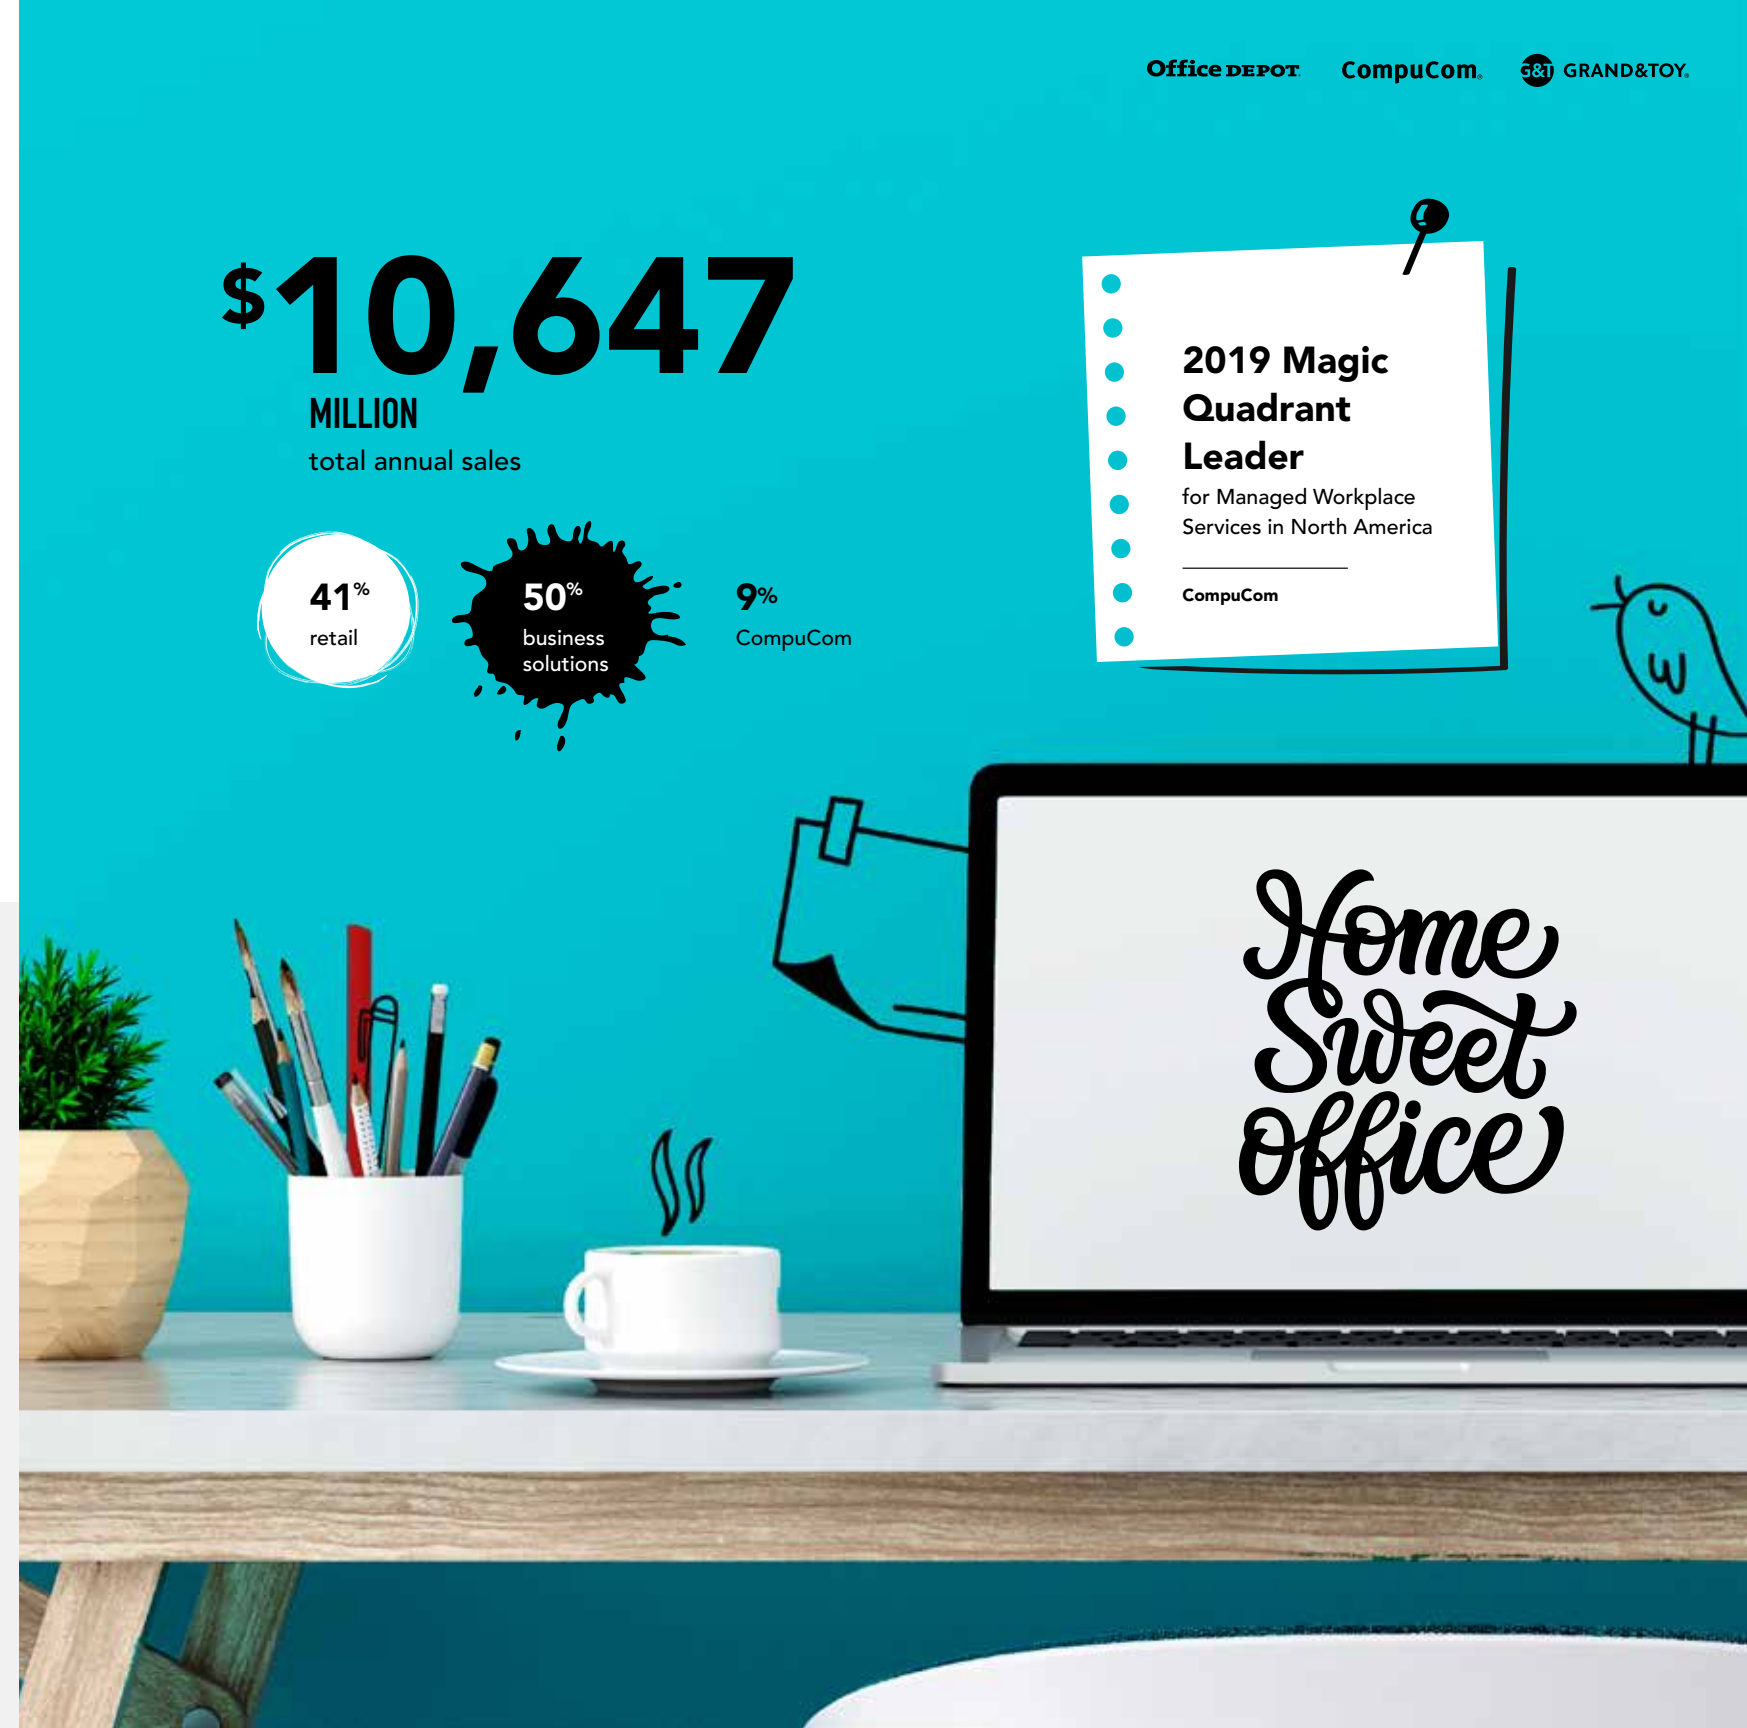 Office DEPOT
CompuCom®
G&T GRAND&TOY®
$10,647
MILLION
total annual sales
41%
retail
50%
business
solutions
9%
CompuCom
2019 Magic
Quadrant
Leader
for Managed Workplace
Services in North America
CompuCom
Home
Sweet
office